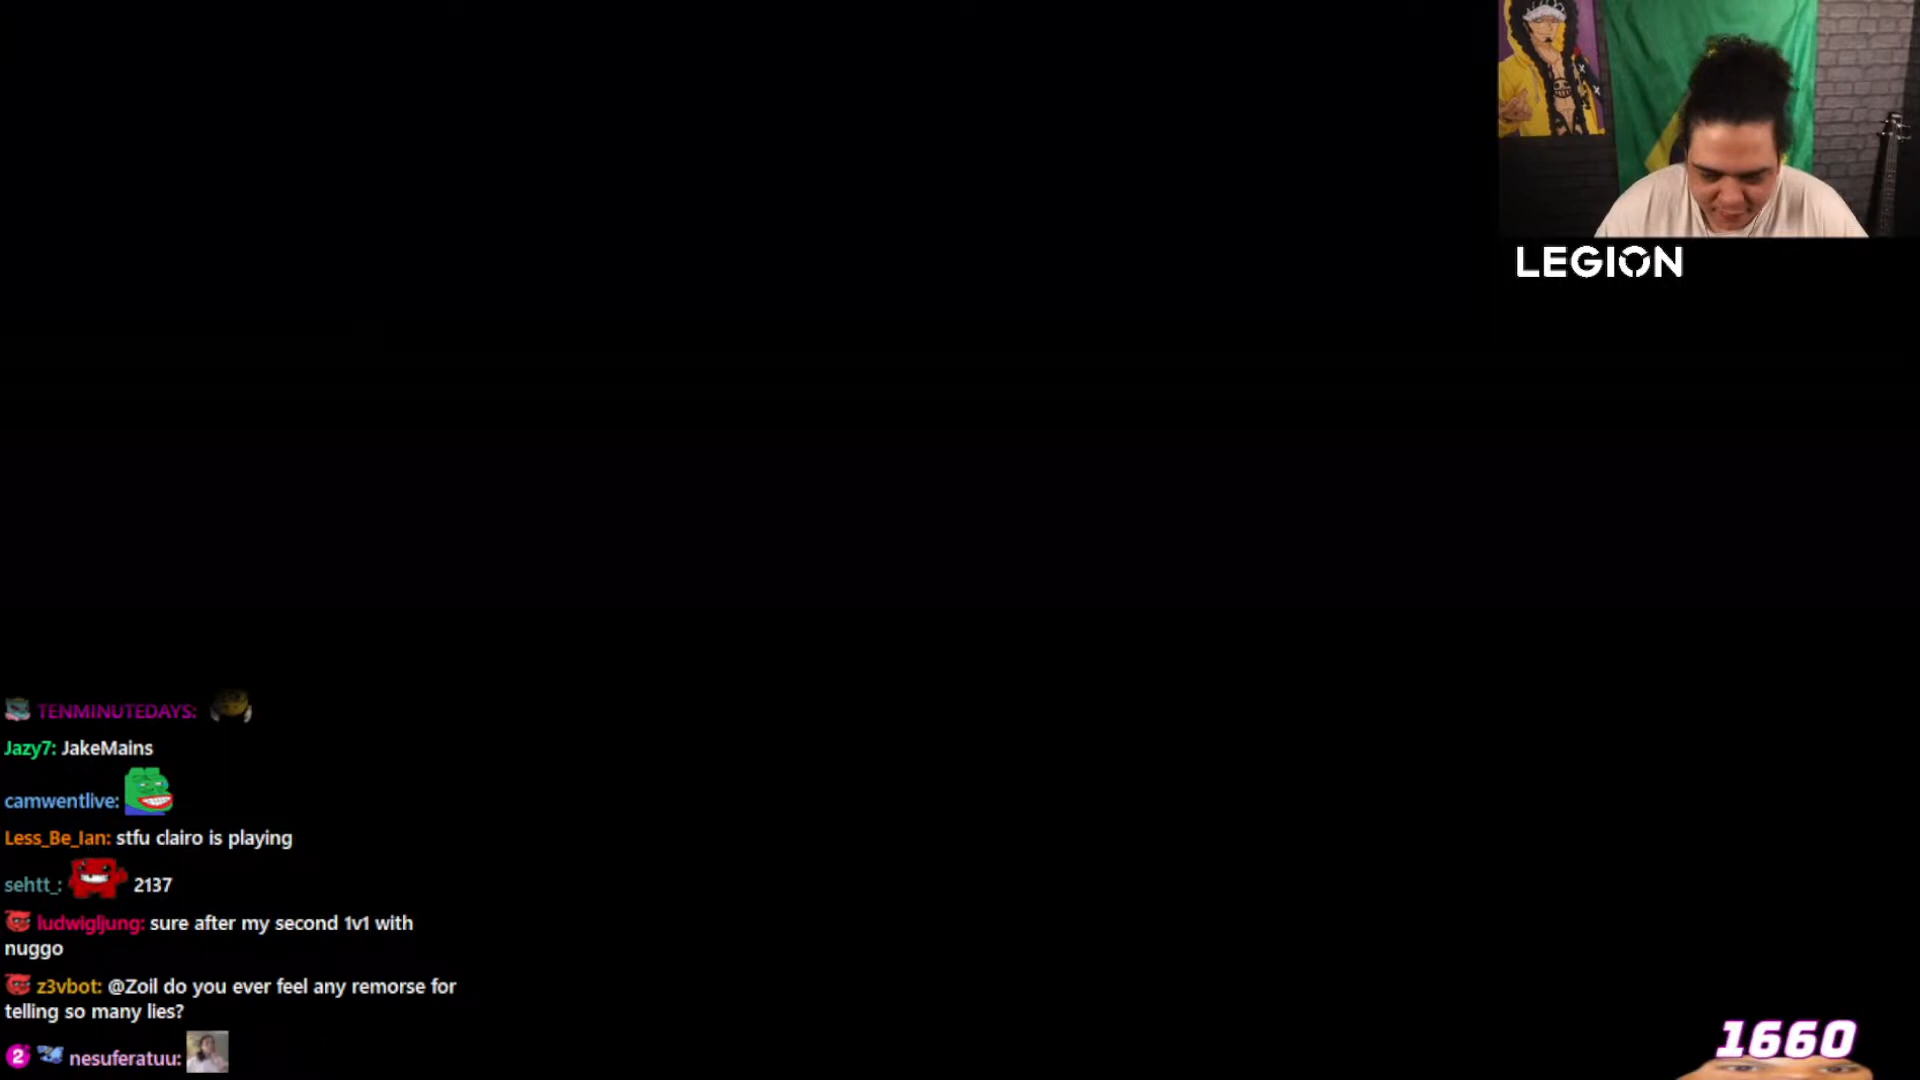 LEGION
TENMINUTEDAYS:
Jazy7: JakeMains
camwentlive:
Less_Be_Ian: stfu clairo is playing
sehtt_: 2137
ludwigljung: sure after my second 1v1 with
nuggo
z3vbot: @Zoil do you ever feel any remorse for
telling so many lies?
2 nesuferatuu:
1660